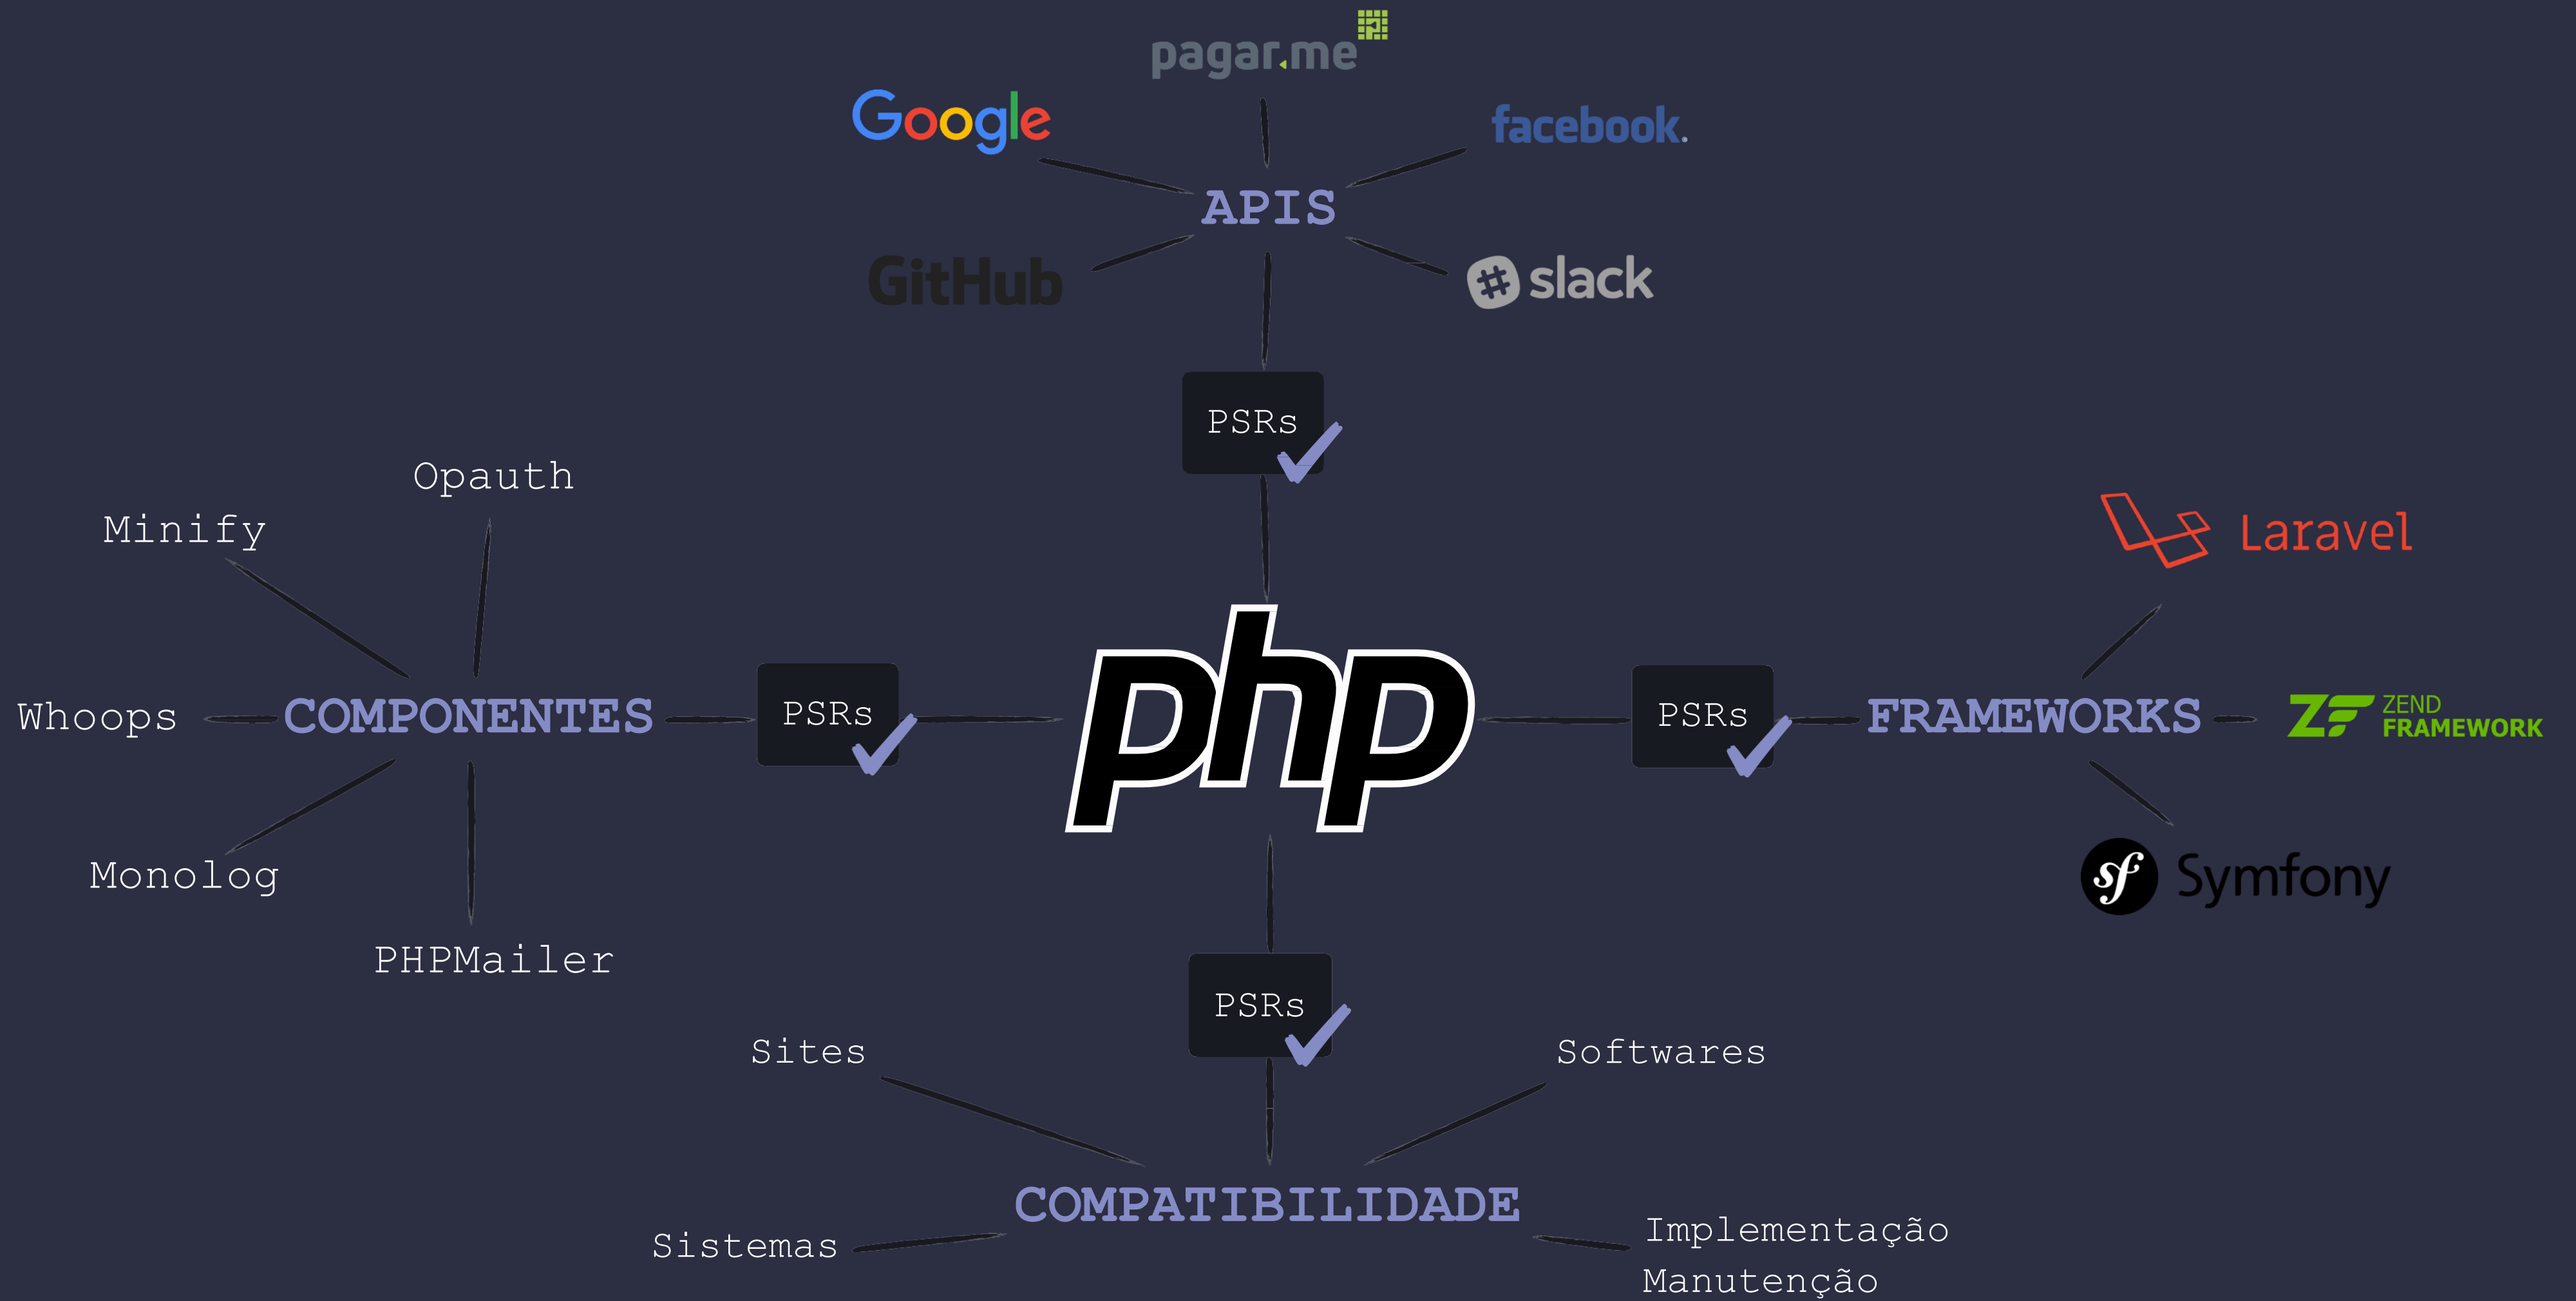 pagar.me
Google
facebook.
APIS
GitHub
slack
PSRs
Opauth
Minify
Laravel
Whoops
COMPONENTES
PSRs
php
PSRs
FRAMEWORKS
ZEND
FRAMEWORK
Monolog
sf Symfony
PHPMailer
PSRs
Sites
Softwares
COMPATIBILIDADE
Sistemas
Implementação
Manutenção